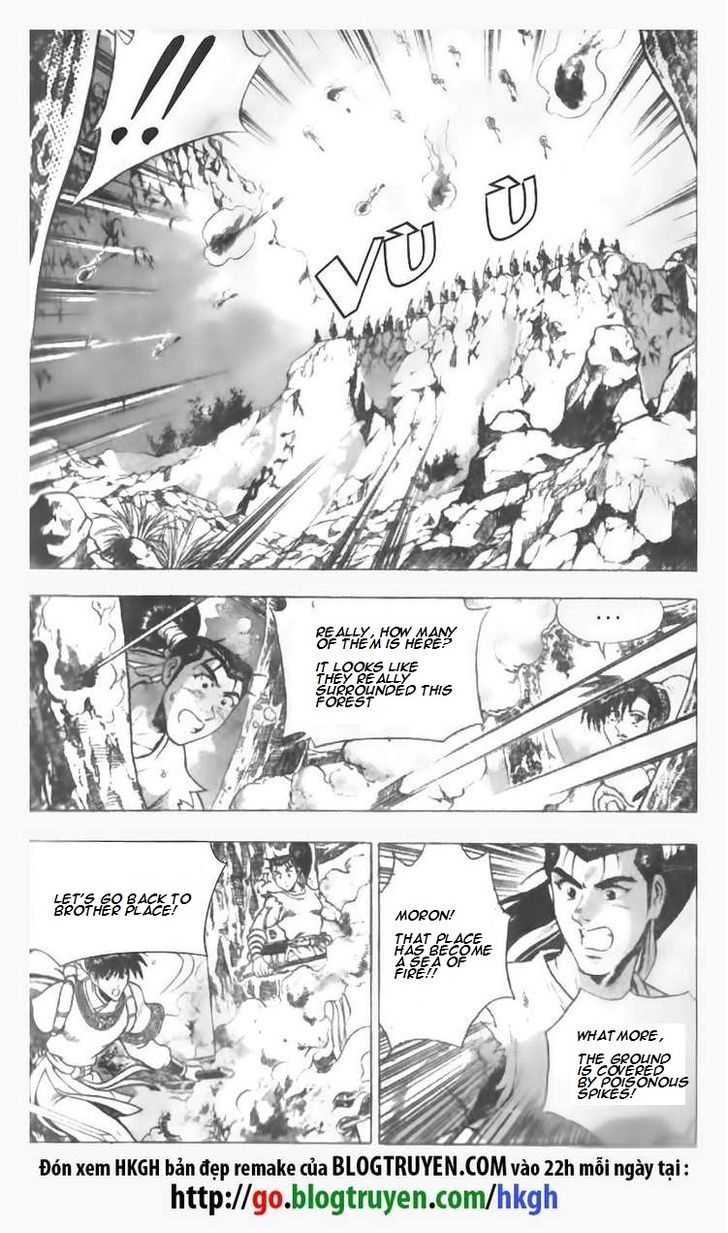 !!
VÙ Ù
REALLY, HOW MANY
OF THEM IS HERE?
IT LOOKS LIKE
THEY REALLY
SURROUNDED THIS
FOREST
...
LET'S GO BACK TO
BROTHER PLACE!
MORON!
THAT PLACE
HAS BECOME
A SEA OF
FIRE!!
WHAT MORE,
THE GROUND
IS COVERED
BY POISONOUS
SPIKES!
Đón xem HKGH bản đẹp remake của BLOGTRUYEN.COM vào 22h mỗi ngày tại :
http://go.blogtruyen.com/hkgh